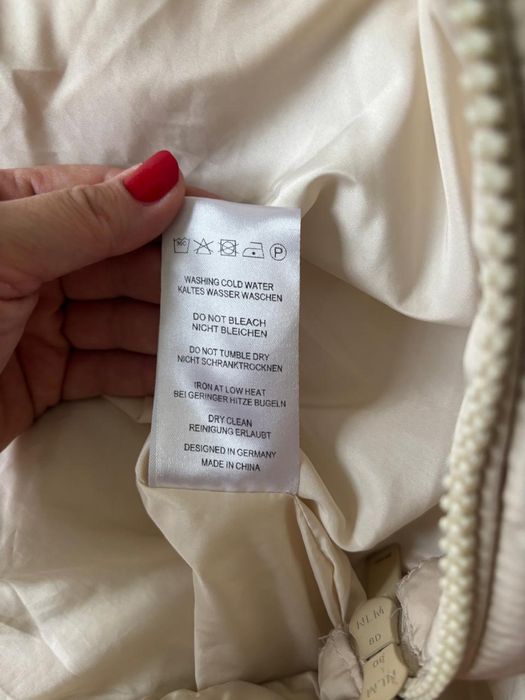 P
WASHING COLD WATER
KALTES WASSER WASCHEN
DO NOT BLEACH
NICHT BLEICHEN
DO NOT TUMBLE DRY
NICHT SCHRANKTROCKNEN
IRON AT LOW HEAT
BEI GERINGER HITZE BUGELN
DRY CLEAN
REINIGUNG ERLAUBT
DESIGNED IN GERMANY
MADE IN CHINA